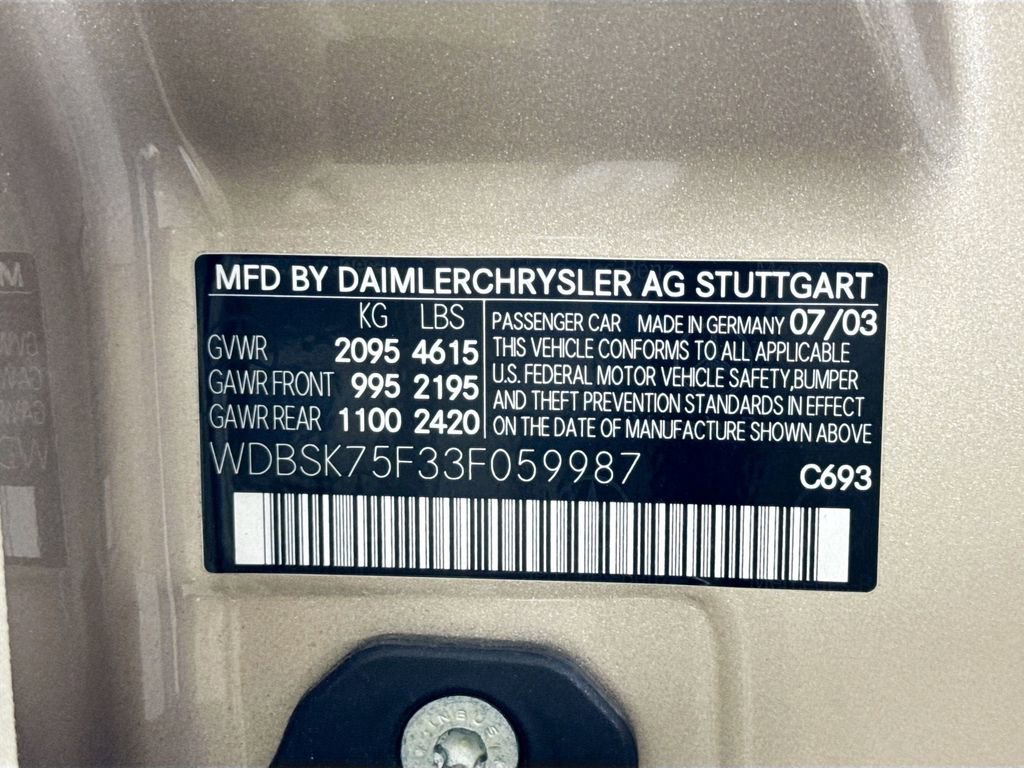 MFD BY DAIMLERCHRYSLER AG STUTTGART
KG LBS
GVWR 2095 4615
GAWR FRONT 995 2195
GAWR REAR 1100 2420
PASSENGER CAR MADE IN GERMANY 07/03
THIS VEHICLE CONFORMS TO ALL APPLICABLE
U.S. FEDERAL MOTOR VEHICLE SAFETY,BUMPER
AND THEFT PREVENTION STANDARDS IN EFFECT
ON THE DATE OF MANUFACTURE SHOWN ABOVE
WDBSK75F33F059987
C693